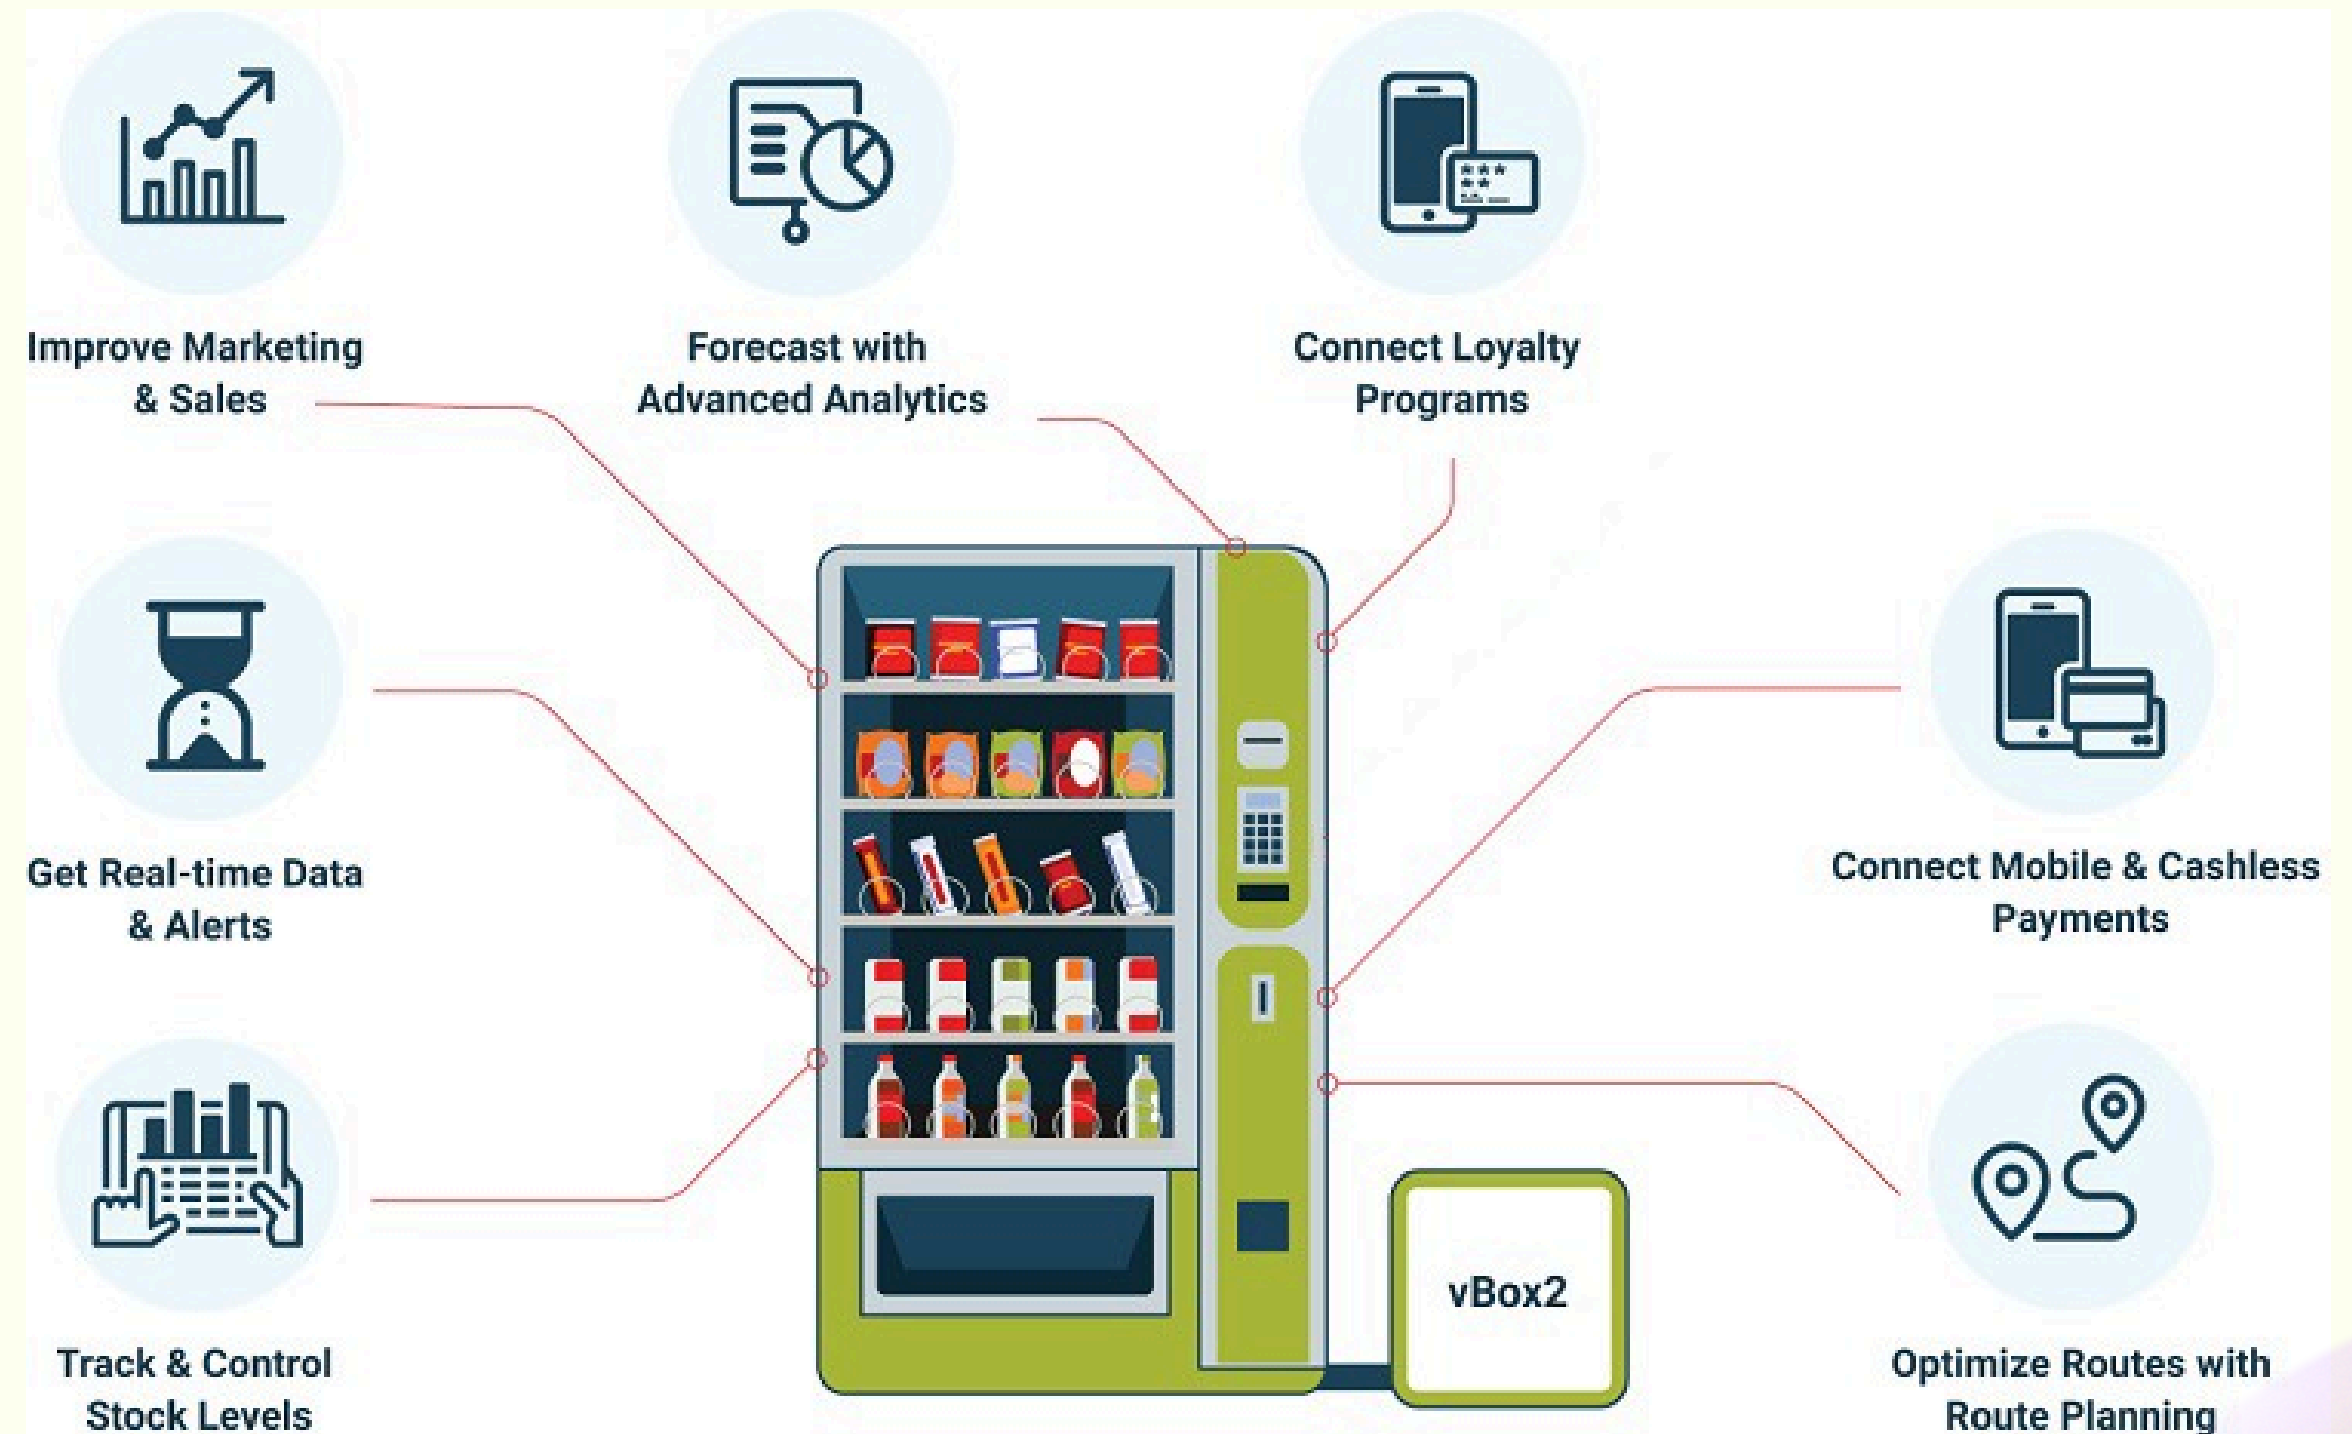 Improve Marketing
& Sales
Forecast with
Advanced Analytics
Connect Loyalty
Programs
Get Real-time Data
& Alerts
Connect Mobile & Cashless
Payments
Track & Control
Stock Levels
vBox2
Optimize Routes with
Route Planning